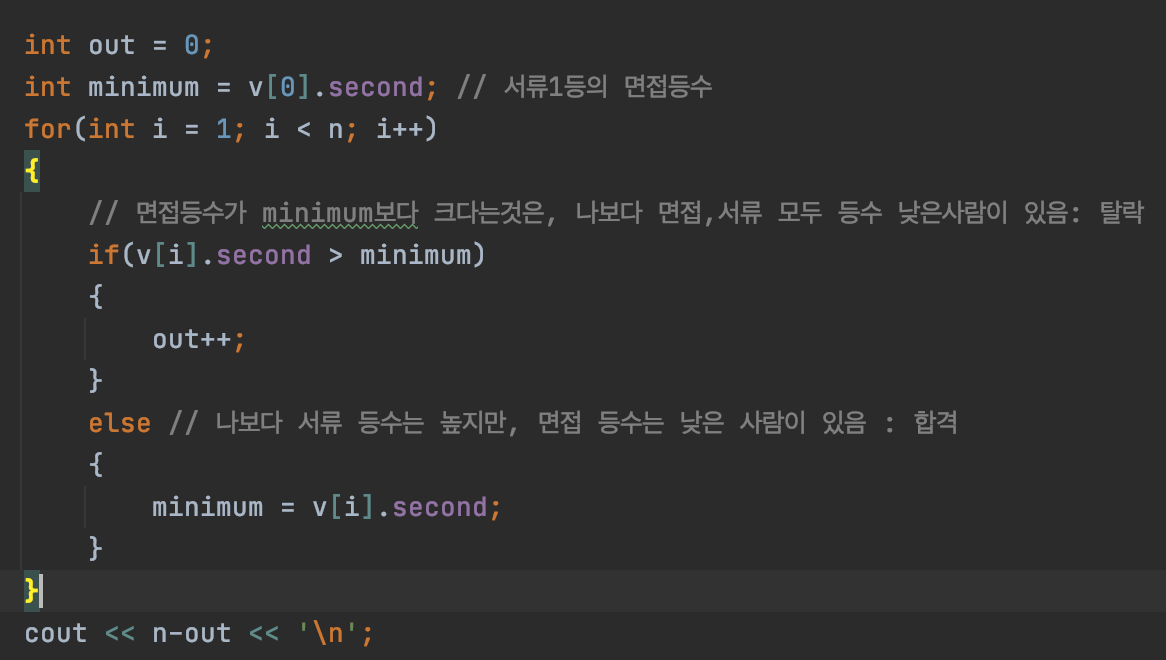 int out = 0;
int minimum = v[0].second; // 서류1등의 면접등수
for(int i = 1; i < n; i++)
{
    // 면접등수가 minimum보다 크다는것은, 나보다 면접,서류 모두 등수 낮은사람이 있음: 탈락
    if(v[i].second > minimum)
    {
        out++;
    }
    else // 나보다 서류 등수는 높지만, 면접 등수는 낮은 사람이 있음 : 합격
    {
        minimum = v[i].second;
    }
}
cout << n-out << '\n';